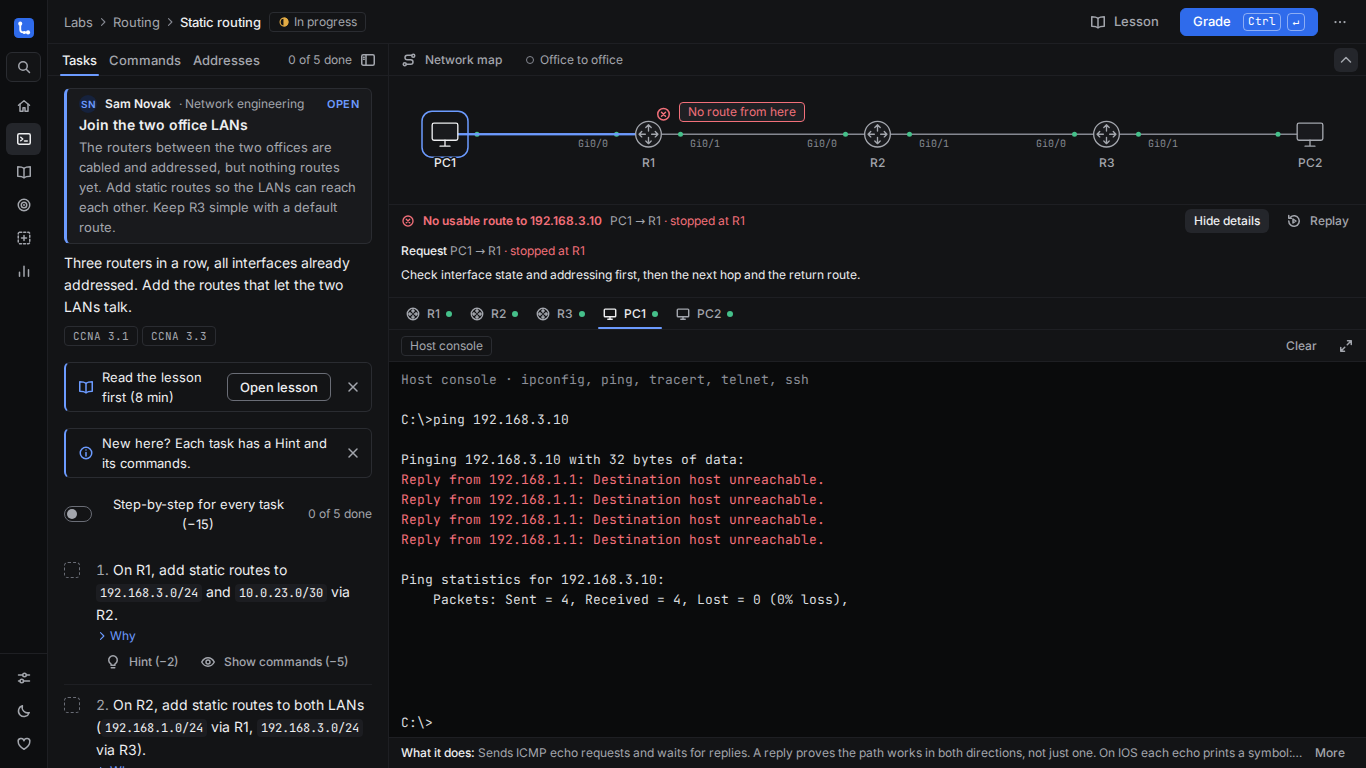 Labs > Routing > Static routing In progress
Lesson
Grade Ctrl ↵ ...
Tasks Commands Addresses 0 of 5 done
Network map Office to office
SN Sam Novak · Network engineering OPEN
Join the two office LANs
The routers between the two offices are
cabled and addressed, but nothing routes
yet. Add static routes so the LANs can reach
each other. Keep R3 simple with a default
route.
Three routers in a row, all interfaces already
addressed. Add the routes that let the two
LANs talk.
CCNA 3.1 CCNA 3.3
Read the lesson
first (8 min)
Open lesson
New here? Each task has a Hint and
its commands.
Step-by-step for every task
(−15)
0 of 5 done
1. On R1, add static routes to
192.168.3.0/24 and 10.0.23.0/30 via
R2.
> Why
Hint (−2) Show commands (−5)
2. On R2, add static routes to both LANs
( 192.168.1.0/24 via R1, 192.168.3.0/24
via R3).
No route from here
Gi0/0 Gi0/1 Gi0/0 Gi0/1 Gi0/0 Gi0/1
PC1 R1 R2 R3 PC2
No usable route to 192.168.3.10 PC1 → R1 · stopped at R1
Hide details Replay
Request PC1 → R1 · stopped at R1
Check interface state and addressing first, then the next hop and the return route.
R1 R2 R3 PC1 PC2
Host console
Clear
Host console · ipconfig, ping, tracert, telnet, ssh
C:\>ping 192.168.3.10
Pinging 192.168.3.10 with 32 bytes of data:
Reply from 192.168.1.1: Destination host unreachable.
Reply from 192.168.1.1: Destination host unreachable.
Reply from 192.168.1.1: Destination host unreachable.
Reply from 192.168.1.1: Destination host unreachable.
Ping statistics for 192.168.3.10:
Packets: Sent = 4, Received = 4, Lost = 0 (0% loss),
C:\>
What it does: Sends ICMP echo requests and waits for replies. A reply proves the path works in both directions, not just one. On IOS each echo prints a symbol:... More